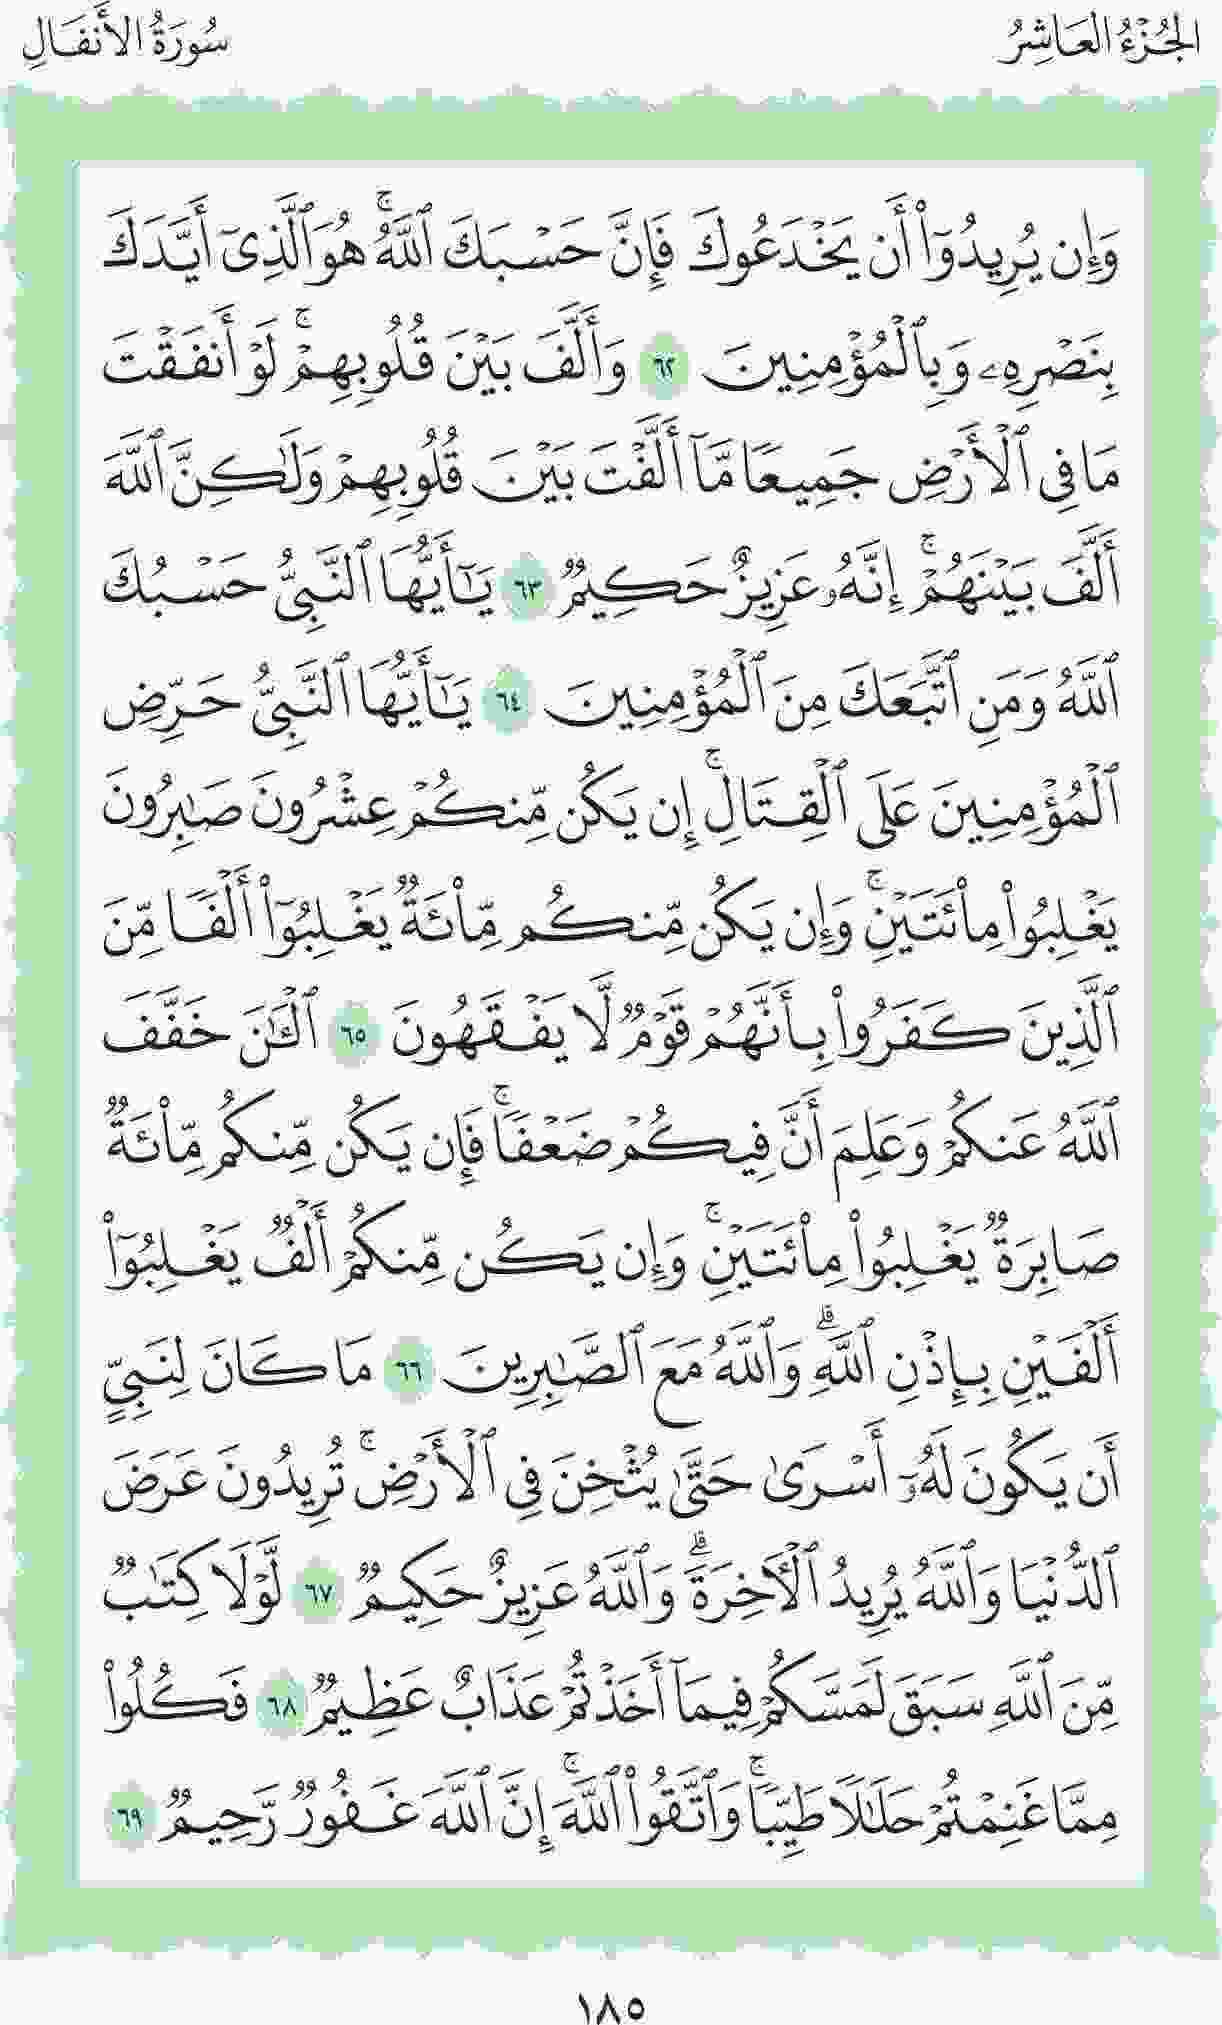 الجُزْءُ العَاشِرُ
سُورَةُ الأَنفَالِ
وَإِن يُرِيدُوٓا۟ أَن يَخْدَعُوكَ فَإِنَّ حَسْبَكَ ٱللَّهُ ۚ هُوَ ٱلَّذِىٓ أَيَّدَكَ
بِنَصْرِهِۦ وَبِٱلْمُؤْمِنِينَ ٦٢ وَأَلَّفَ بَيْنَ قُلُوبِهِمْ ۚ لَوْ أَنفَقْتَ
مَا فِى ٱلْأَرْضِ جَمِيعًا مَّآ أَلَّفْتَ بَيْنَ قُلُوبِهِمْ وَلَٰكِنَّ ٱللَّهَ
أَلَّفَ بَيْنَهُمْ ۚ إِنَّهُۥ عَزِيزٌ حَكِيمٌ ٦٣ يَٰٓأَيُّهَا ٱلنَّبِىُّ حَسْبُكَ
ٱللَّهُ وَمَنِ ٱتَّبَعَكَ مِنَ ٱلْمُؤْمِنِينَ ٦٤ يَٰٓأَيُّهَا ٱلنَّبِىُّ حَرِّضِ
ٱلْمُؤْمِنِينَ عَلَى ٱلْقِتَالِ ۚ إِن يَكُن مِّنكُمْ عِشْرُونَ صَٰبِرُونَ
يَغْلِبُوا۟ مِا۟ئَتَيْنِ ۚ وَإِن يَكُن مِّنكُم مِّا۟ئَةٌ يَغْلِبُوٓا۟ أَلْفًا مِّنَ
ٱلَّذِينَ كَفَرُوا۟ بِأَنَّهُمْ قَوْمٌ لَّا يَفْقَهُونَ ٦٥ ٱلْـَٰٔنَ خَفَّفَ
ٱللَّهُ عَنكُمْ وَعَلِمَ أَنَّ فِيكُمْ ضَعْفًا ۚ فَإِن يَكُن مِّنكُم مِّا۟ئَةٌ
صَابِرَةٌ يَغْلِبُوا۟ مِا۟ئَتَيْنِ ۚ وَإِن يَكُن مِّنكُمْ أَلْفٌ يَغْلِبُوٓا۟
أَلْفَيْنِ بِإِذْنِ ٱللَّهِ ۗ وَٱللَّهُ مَعَ ٱلصَّٰبِرِينَ ٦٦ مَا كَانَ لِنَبِىٍّ
أَن يَكُونَ لَهُۥٓ أَسْرَىٰ حَتَّىٰ يُثْخِنَ فِى ٱلْأَرْضِ ۚ تُرِيدُونَ عَرَضَ
ٱلدُّنْيَا وَٱللَّهُ يُرِيدُ ٱلْـَٔاخِرَةَ ۗ وَٱللَّهُ عَزِيزٌ حَكِيمٌ ٦٧ لَّوْلَا كِتَٰبٌ
مِّنَ ٱللَّهِ سَبَقَ لَمَسَّكُمْ فِيمَآ أَخَذْتُمْ عَذَابٌ عَظِيمٌ ٦٨ فَكُلُوا۟
مِمَّا غَنِمْتُمْ حَلَٰلًا طَيِّبًا ۚ وَٱتَّقُوا۟ ٱللَّهَ ۚ إِنَّ ٱللَّهَ غَفُورٌ رَّحِيمٌ ٦٩
١٨٥